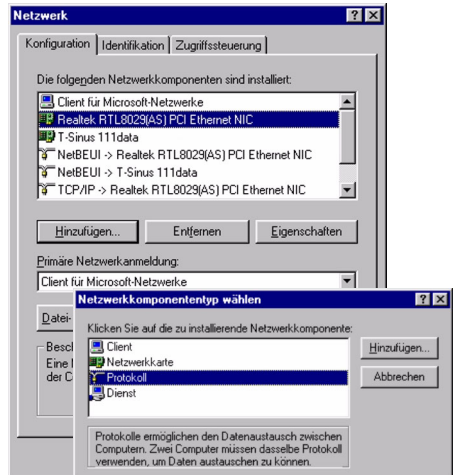 Netzwerk
Konfiguration Identifikation Zugriffssteuerung
Die folgenden Netzwerkkomponenten sind installiert:
Client für Microsoft-Netzwerke
Realtek RTL8029(AS) PCI Ethernet NIC
T-Sinus 111data
NetBEUI -> Realtek RTL8029(AS) PCI Ethernet NIC
NetBEUI -> T-Sinus 111data
TCP/IP -> Realtek RTL8029(AS) PCI Ethernet NIC
Hinzufügen... Entfernen Eigenschaften
Primäre Netzwerkanmeldung:
Client für Microsoft-Netzwerke
Datei-
Besch
Eine
der C
Netzwerkkomponententyp wählen
Klicken Sie auf die zu installierende Netzwerkkomponente:
Client
Netzwerkkarte
Protokoll
Dienst
Hinzufügen...
Abbrechen
Protokolle ermöglichen den Datenaustausch zwischen
Computern. Zwei Computer müssen dasselbe Protokoll
verwenden, um Daten austauschen zu können.